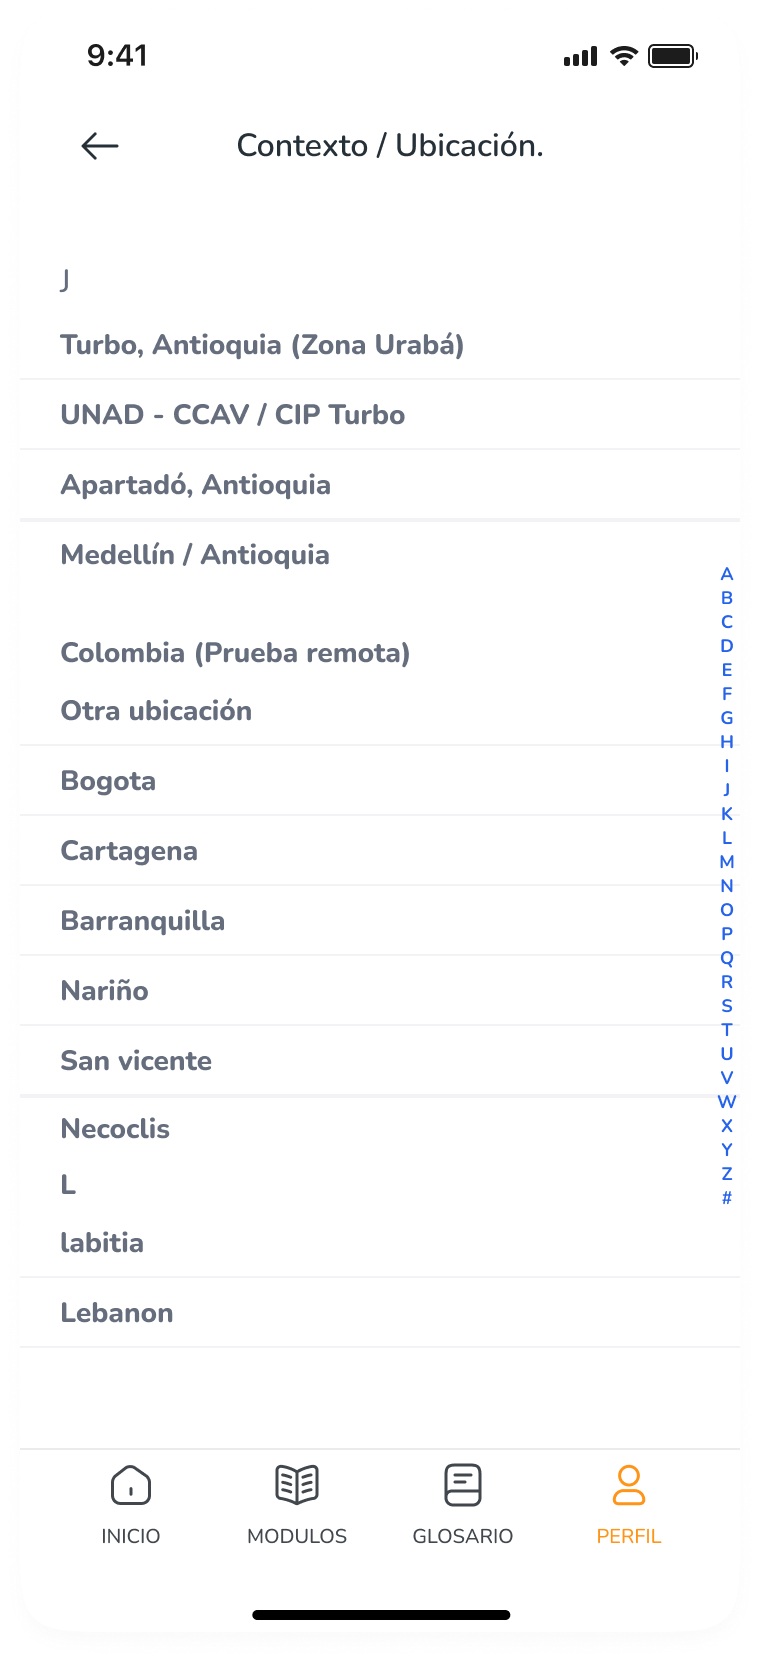 9:41
Contexto / Ubicación.
J
Turbo, Antioquia (Zona Urabá)
UNAD - CCAV / CIP Turbo
Apartadó, Antioquia
Medellín / Antioquia
Colombia (Prueba remota)
Otra ubicación
Bogota
Cartagena
Barranquilla
Nariño
San vicente
Necoclis
L
labitia
Lebanon
A
B
C
D
E
F
G
H
I
J
K
L
M
N
O
P
Q
R
S
T
U
V
W
X
Y
Z
#
INICIO
MODULOS
GLOSARIO
PERFIL